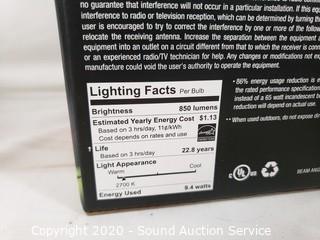 no guarantee that interference will not occur in a particular installation. If this equ
interference to radio or television reception, which can be determined by turning th
user is encouraged to try to correct the interference by one or more of the follow
relocate the receiving antenna. Increase the separation between the equipment a
equipment into an outlet on a circuit different from that to which the receiver is conn
or an experienced radio/TV technician for help. Any changes or modifications not exp
manufacture could void the user's authority to operate the equipment.
Lighting Facts Per Bulb
Brightness 850 lumens
Estimated Yearly Energy Cost $1.13
Based on 3 hrs/day, 11¢/kWh
Cost depends on rates and use
Life
Based on 3 hrs/day 22.8 years
Light Appearance
Warm Cool
2700 K
Energy Used 9.4 watts
• 86% energy usage reduction is
the rated performance specifications
instead of a 65 watt incandescent b
reduction will depend on actual use.
• When used outdoors, do not expose di
UL
US
BEAM ANG
Copyright 2020 - Sound Auction Service